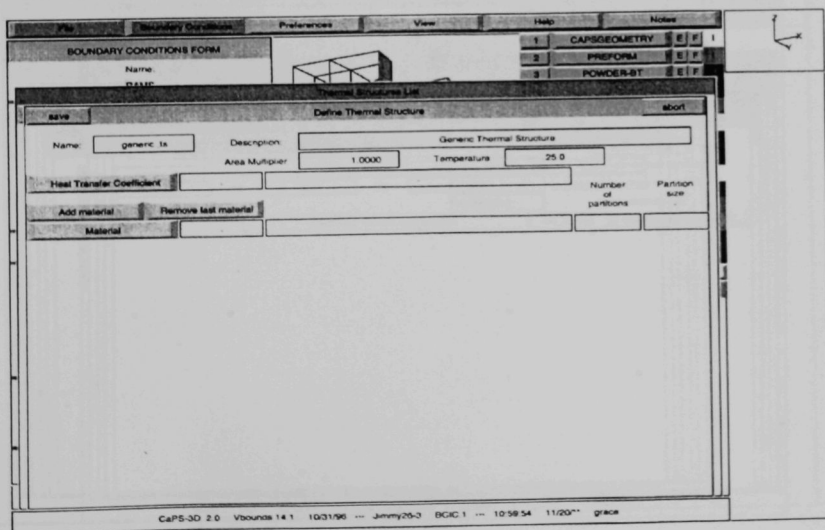 File Boundary Conditions Preferences View Help Notes
BOUNDARY CONDITIONS FORM
1 CAPSGEOMETRY E F I
Name:
2 PREFORM E F
3 POWDER-BT E F
Thermal Structures List
save Define Thermal Structure abort
Name: generic_ts Description: Generic Thermal Structure
Area Multiplier 1.0000 Temperature 25.0
Heat Transfer Coefficient
Number of partitions
Partition size
Add material Remove last material
Material
CaPS-3D 2.0 Vbounds 14.1 10/31/96 --- Jimmy26-3 BCIC 1 --- 10:59:54 11/20/** grace
Z
X
Y